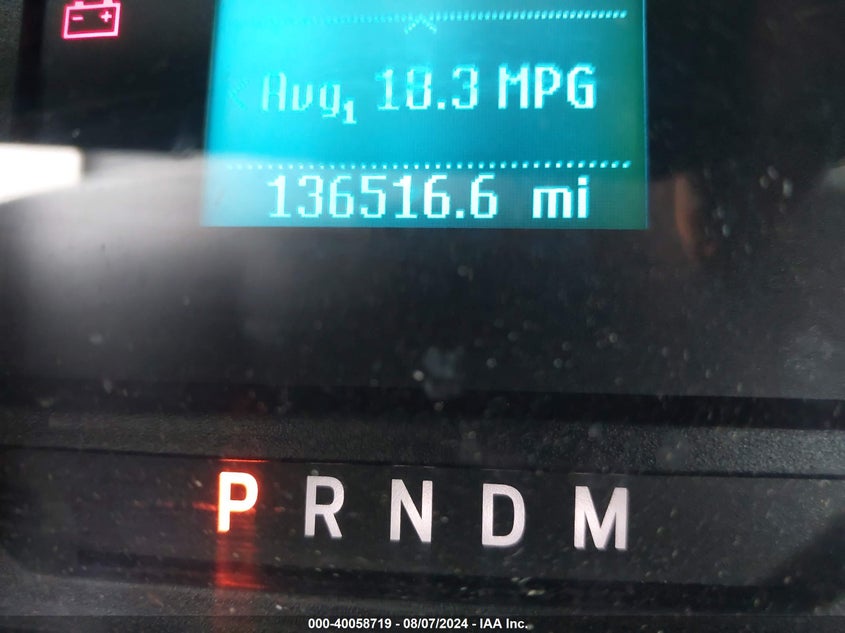 Avg1 18.3 MPG
136516.6 mi
P R N D M
000-40058719 - 08/07/2024 - IAA Inc.